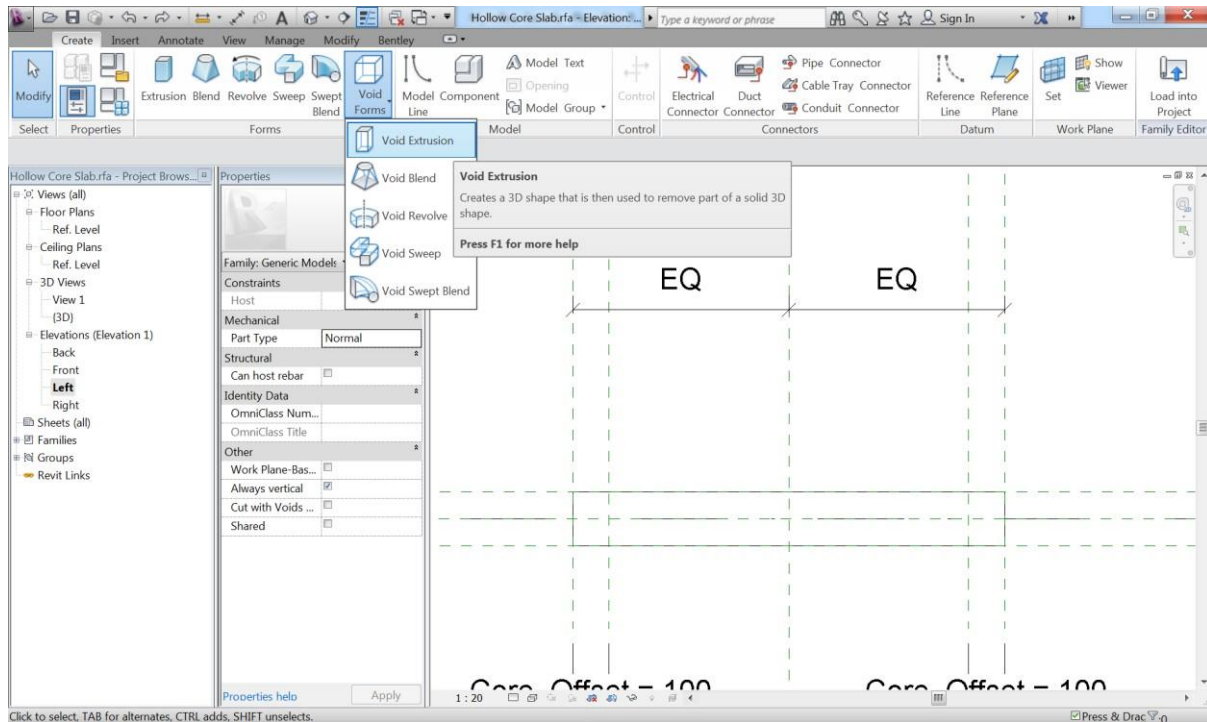 Hollow Core Slab.rfa - Elevation: ...
Type a keyword or phrase
Sign In
Create Insert Annotate View Manage Modify Bentley
Modify
Extrusion Blend Revolve Sweep Swept Blend
Void Forms
Model Line
Component
Model Text
Opening
Model Group
Control
Electrical Connector
Duct Connector
Pipe Connector
Cable Tray Connector
Conduit Connector
Reference Line
Reference Plane
Set
Show
Viewer
Load into Project
Select Properties Forms Model Control Connectors Datum Work Plane Family Editor
Void Extrusion
Void Blend
Void Revolve
Void Sweep
Void Swept Blend
Void Extrusion
Creates a 3D shape that is then used to remove part of a solid 3D
shape.
Press F1 for more help
Hollow Core Slab.rfa - Project Brows...
Views (all)
Floor Plans
Ref. Level
Ceiling Plans
Ref. Level
3D Views
View 1
{3D}
Elevations (Elevation 1)
Back
Front
Left
Right
Sheets (all)
Families
Groups
Revit Links
Properties
Family: Generic Models
Constraints
Host
Mechanical
Part Type Normal
Structural
Can host rebar
Identity Data
OmniClass Num...
OmniClass Title
Other
Work Plane-Bas...
Always vertical
Cut with Voids ...
Shared
Properties help
Apply
EQ EQ
Core_Offset = 100 Core_Offset = 100
1 : 20
Click to select, TAB for alternates, CTRL adds, SHIFT unselects.
Press & Drac
:0